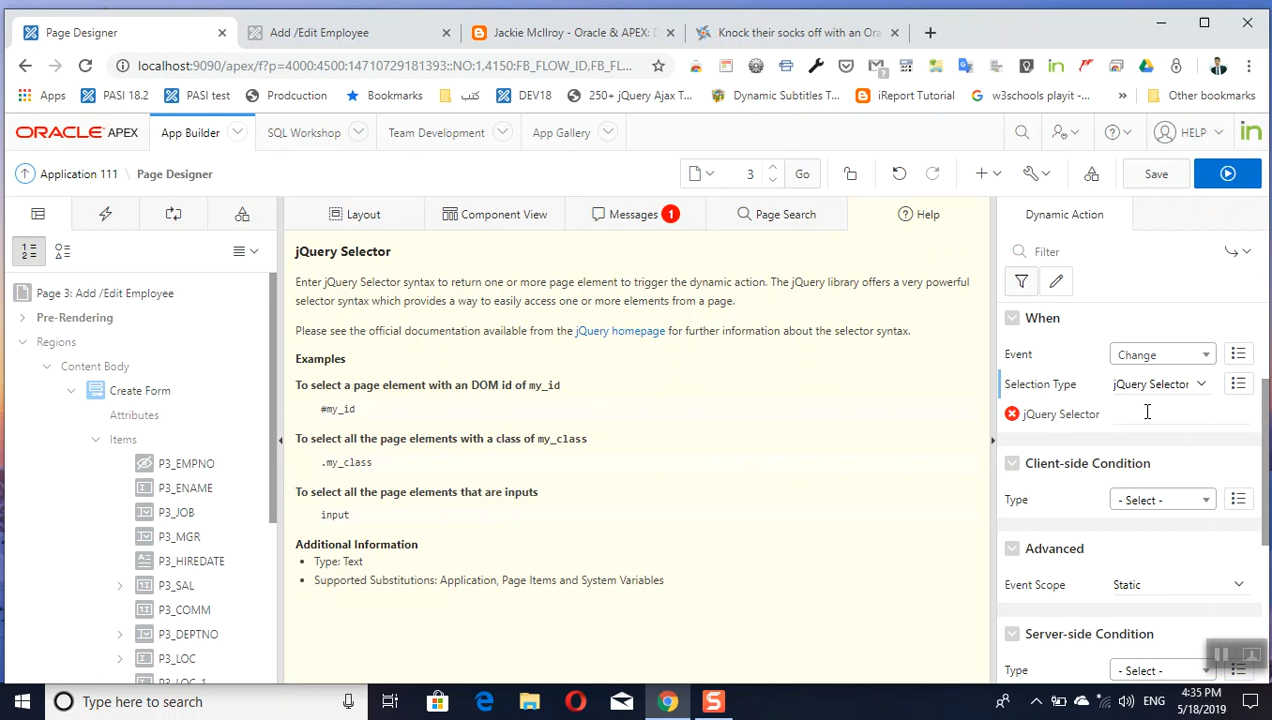 Page Designer
Add /Edit Employee
Jackie McIlroy - Oracle & APEX: D
Knock their socks off with an Ora
localhost:9090/apex/f?p=4000:4500:14710729181393::NO:1,4150:FB_FLOW_ID,FB_FL...
Apps
PASI 18.2
PASI test
Prodcuction
Bookmarks
كتب
DEV18
250+ jQuery Ajax T...
Dynamic Subtitles T...
iReport Tutorial
w3schools playit -...
»
Other bookmarks
ORACLE APEX
App Builder
SQL Workshop
Team Development
App Gallery
HELP
in
Application 111
\
Page Designer
3
Go
Save
Layout
Component View
Messages
1
Page Search
Help
Dynamic Action
Page 3: Add /Edit Employee
Pre-Rendering
Regions
Content Body
Create Form
Attributes
Items
P3_EMPNO
P3_ENAME
P3_JOB
P3_MGR
P3_HIREDATE
P3_SAL
P3_COMM
P3_DEPTNO
P3_LOC
P3_LOC_1
jQuery Selector
Enter jQuery Selector syntax to return one or more page element to trigger the dynamic action. The jQuery library offers a very powerful
selector syntax which provides a way to easily access one or more elements from a page.
Please see the official documentation available from the jQuery homepage for further information about the selector syntax.
Examples
To select a page element with an DOM id of my_id
#my_id
To select all the page elements with a class of my_class
.my_class
To select all the page elements that are inputs
input
Additional Information
• Type: Text
• Supported Substitutions: Application, Page Items and System Variables
Filter
When
Event
Change
Selection Type
jQuery Selector
jQuery Selector
Client-side Condition
Type
- Select -
Advanced
Event Scope
Static
Server-side Condition
Type
- Select -
Type here to search
ENG
4:35 PM
5/18/2019